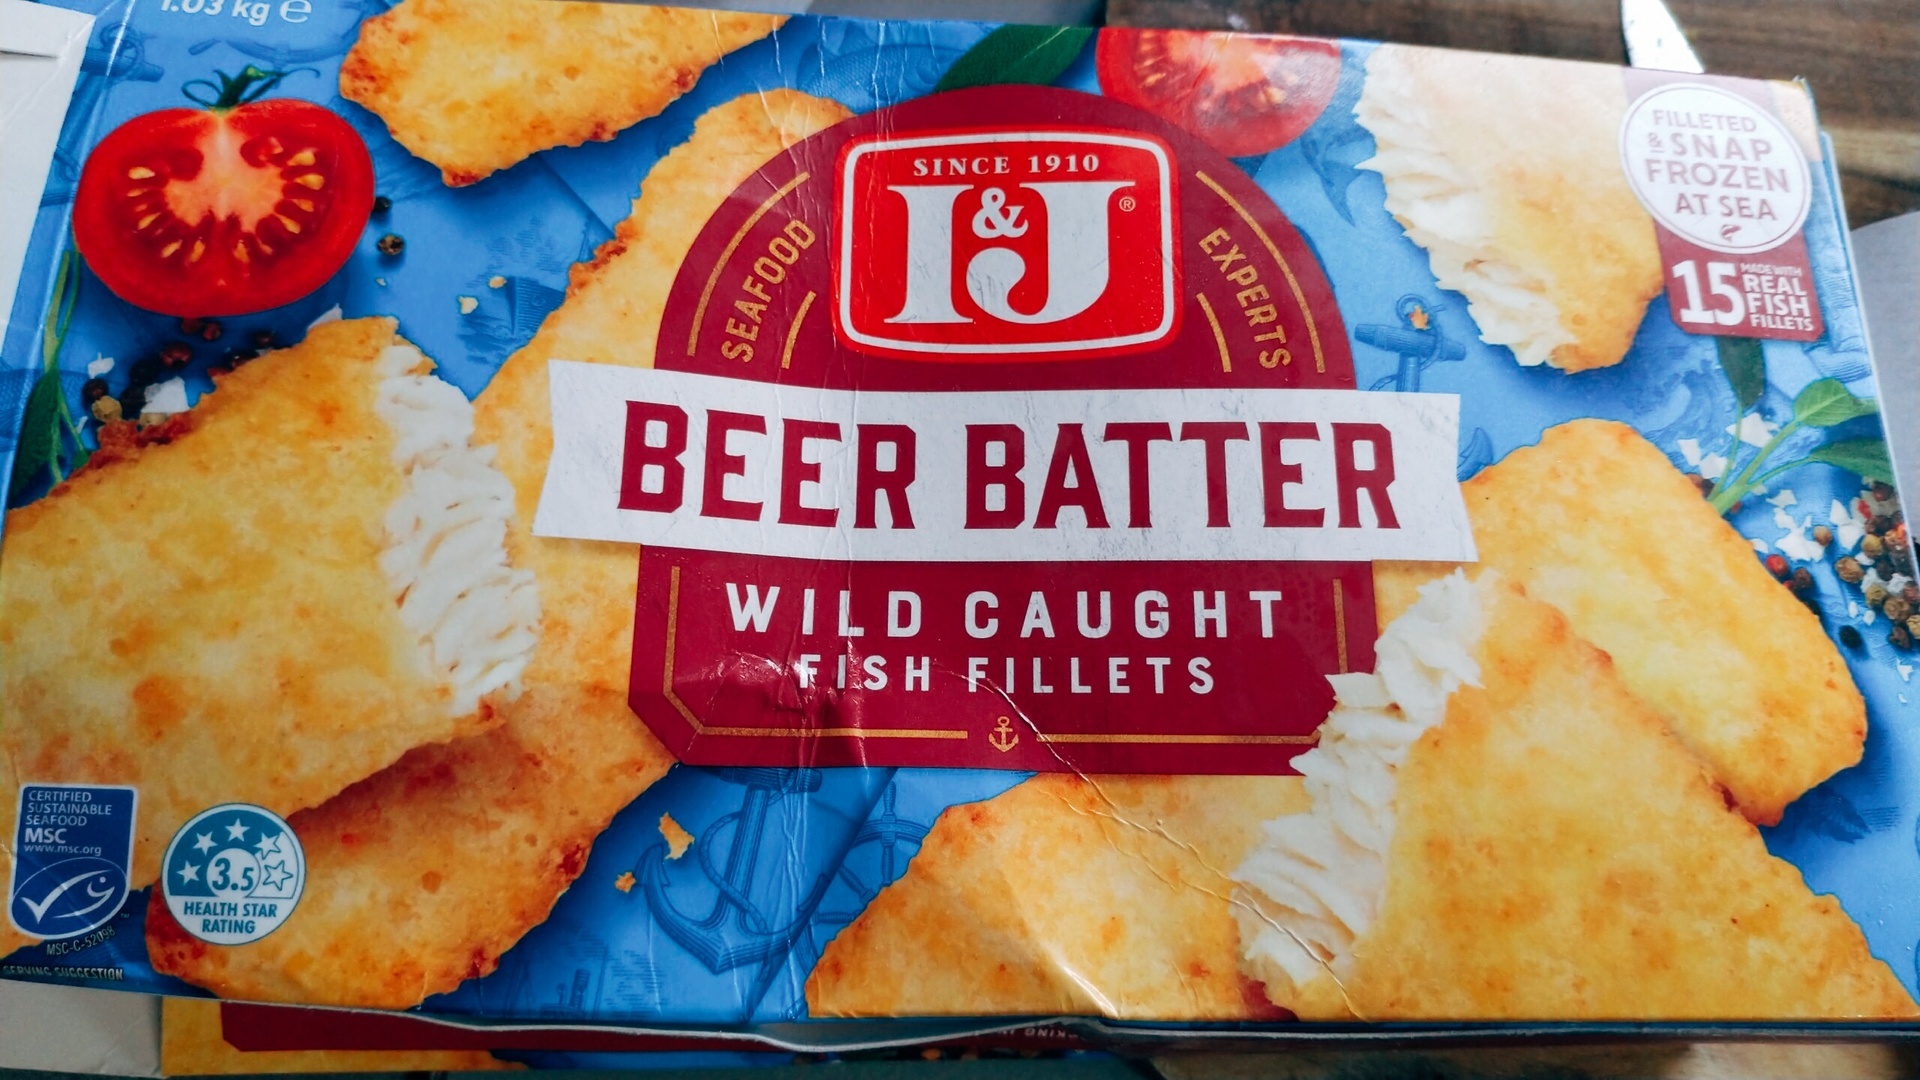 1.03 kg e
SINCE 1910
I&J®
SEAFOOD
EXPERTS
BEER BATTER
WILD CAUGHT
FISH FILLETS
FILLETED
& SNAP
FROZEN
AT SEA
15 MADE WITH
REAL
FISH
FILLETS
CERTIFIED
SUSTAINABLE
SEAFOOD
MSC
www.msc.org
TM
MSC-C-52098
3.5
HEALTH STAR
RATING
SERVING SUGGESTION